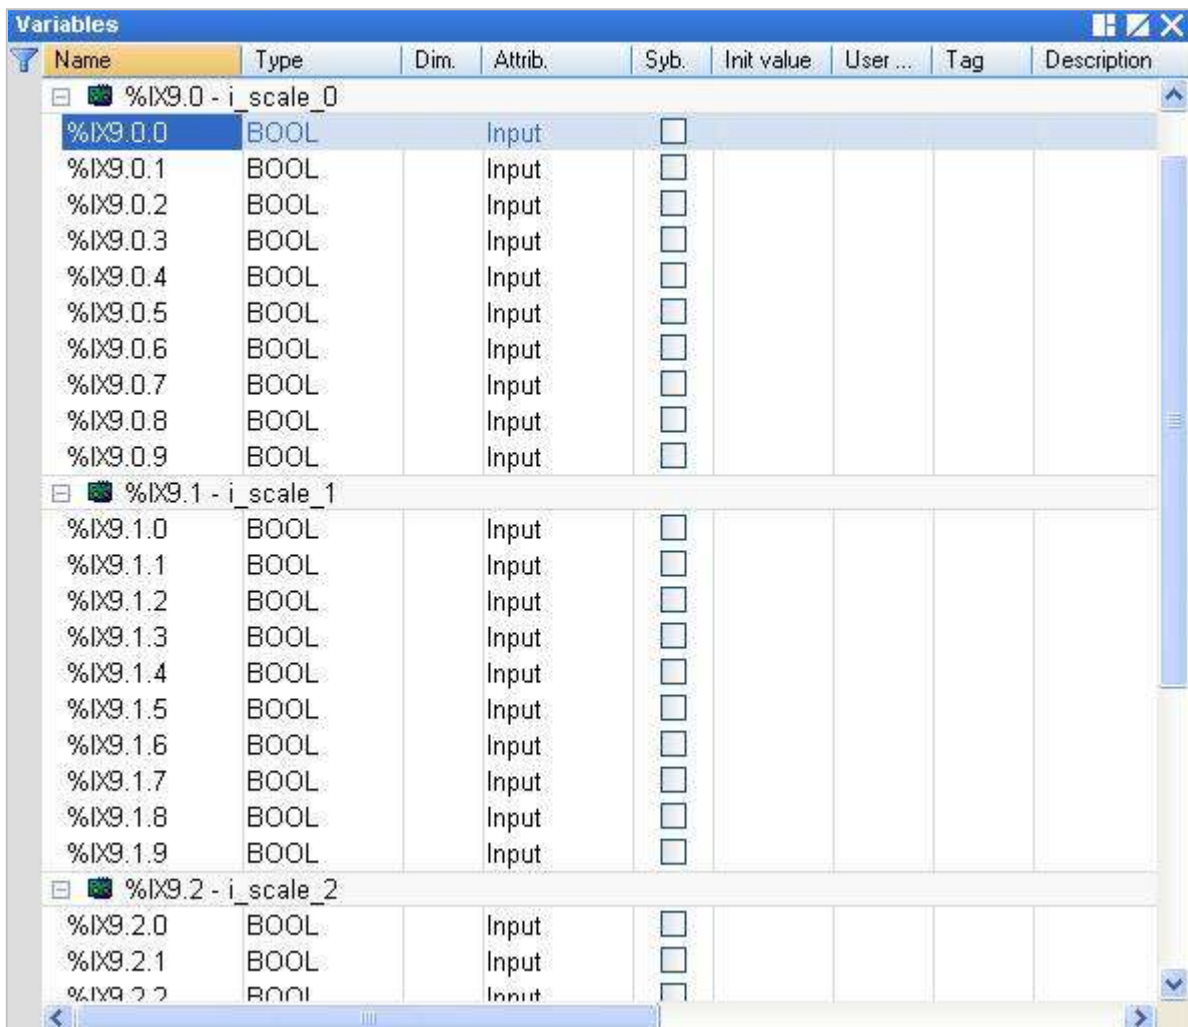 Variables
Name Type Dim. Attrib. Syb. Init value User ... Tag Description
%IX9.0 - i_scale_0
%IX9.0.0 BOOL Input
%IX9.0.1 BOOL Input
%IX9.0.2 BOOL Input
%IX9.0.3 BOOL Input
%IX9.0.4 BOOL Input
%IX9.0.5 BOOL Input
%IX9.0.6 BOOL Input
%IX9.0.7 BOOL Input
%IX9.0.8 BOOL Input
%IX9.0.9 BOOL Input
%IX9.1 - i_scale_1
%IX9.1.0 BOOL Input
%IX9.1.1 BOOL Input
%IX9.1.2 BOOL Input
%IX9.1.3 BOOL Input
%IX9.1.4 BOOL Input
%IX9.1.5 BOOL Input
%IX9.1.6 BOOL Input
%IX9.1.7 BOOL Input
%IX9.1.8 BOOL Input
%IX9.1.9 BOOL Input
%IX9.2 - i_scale_2
%IX9.2.0 BOOL Input
%IX9.2.1 BOOL Input
%IX9.2.2 BOOL Input